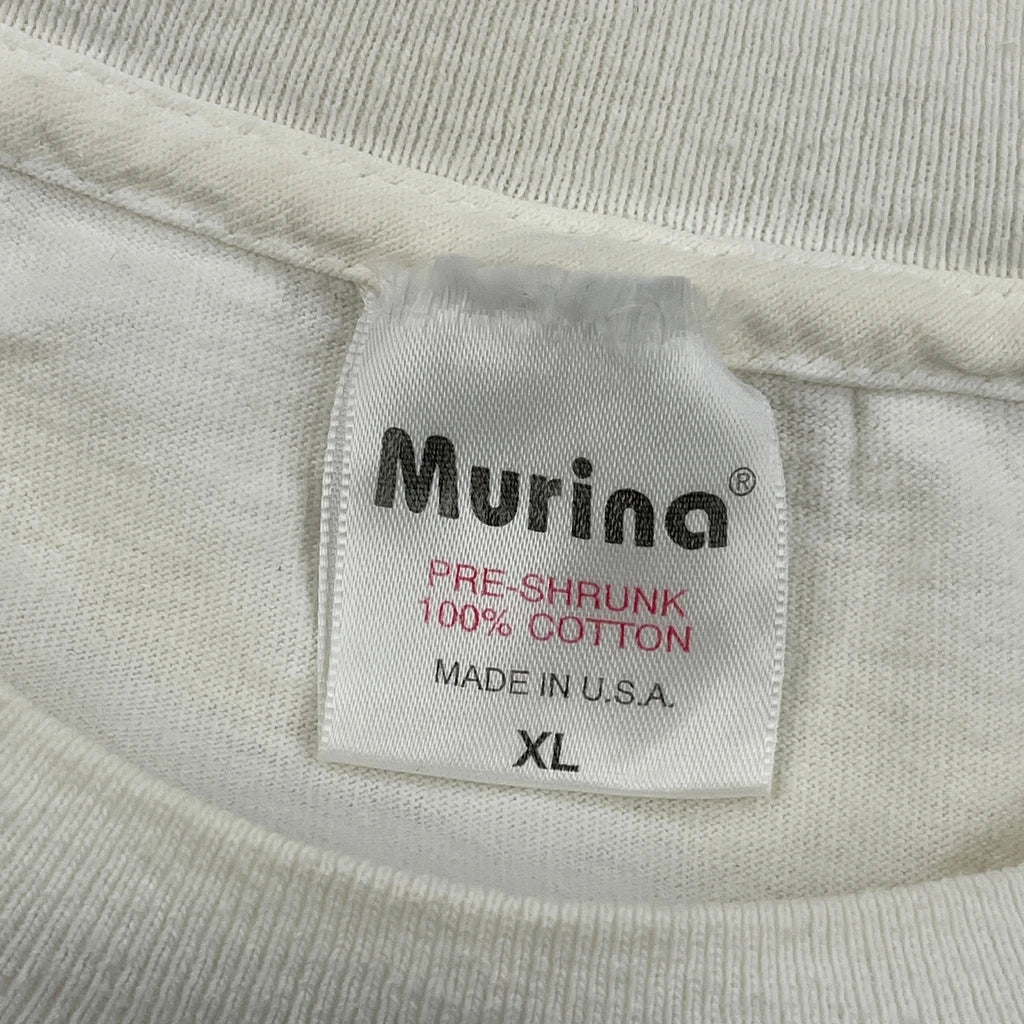 Murina®
PRE-SHRUNK
100% COTTON
MADE IN U.S.A.
XL